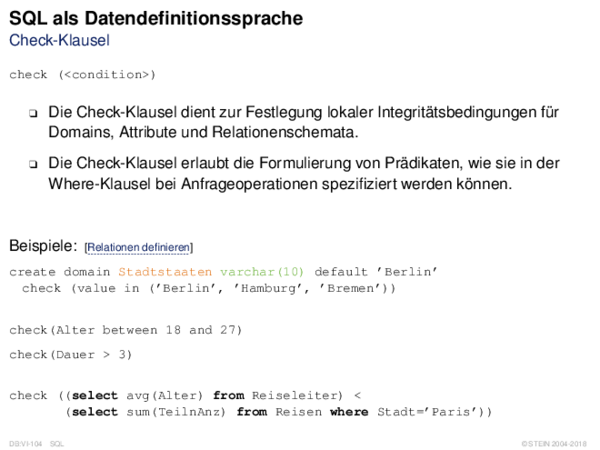 SQL als Datendefinitionssprache
Check-Klausel
check (<condition>)
❑ Die Check-Klausel dient zur Festlegung lokaler Integritätsbedingungen für
Domains, Attribute und Relationenschemata.
❑ Die Check-Klausel erlaubt die Formulierung von Prädikaten, wie sie in der
Where-Klausel bei Anfrageoperationen spezifiziert werden können.
Beispiele: [Relationen definieren]
create domain Stadtstaaten varchar(10) default ’Berlin’
check (value in (’Berlin’, ’Hamburg’, ’Bremen’))
check(Alter between 18 and 27)
check(Dauer > 3)
check ((select avg(Alter) from Reiseleiter) <
(select sum(TeilnAnz) from Reisen where Stadt=’Paris’))
DB:VI-104 SQL © STEIN 2004-2018